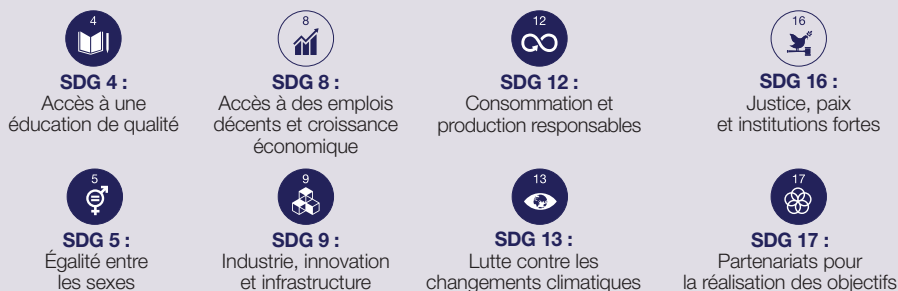 4
SDG 4 :
Accès à une
éducation de qualité
8
SDG 8 :
Accès à des emplois
décents et croissance
économique
12
SDG 12 :
Consommation et
production responsables
16
SDG 16 :
Justice, paix
et institutions fortes
5
SDG 5 :
Égalité entre
les sexes
9
SDG 9 :
Industrie, innovation
et infrastructure
13
SDG 13 :
Lutte contre les
changements climatiques
17
SDG 17 :
Partenariats pour
la réalisation des objectifs